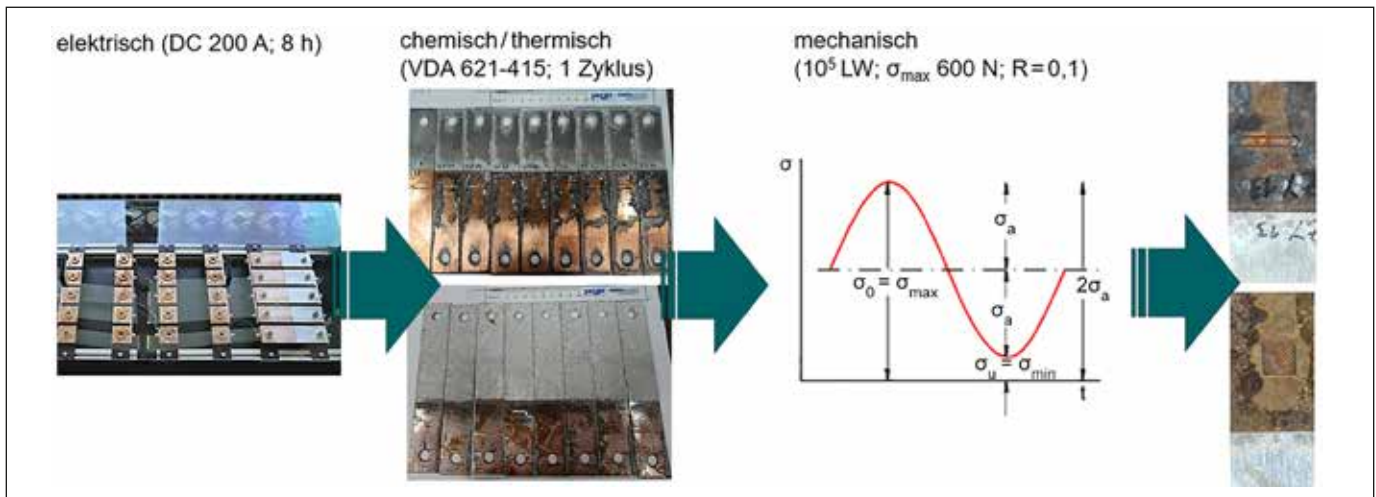 elektrisch (DC 200 A; 8 h)
chemisch / thermisch
(VDA 621-415; 1 Zyklus)
mechanisch
(10⁵ LW; σmax 600 N; R = 0,1)
σ
σa
σ0 = σmax
2σa
σa
σu = σmin
t